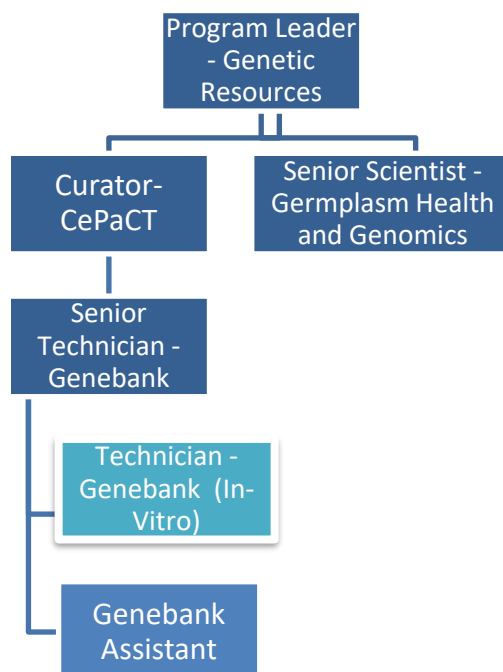 Program Leader
- Genetic
Resources
Curator-
CePaCT
Senior Scientist -
Germplasm Health
and Genomics
Senior
Technician -
Genebank
Technician -
Genebank (In-
Vitro)
Genebank
Assistant